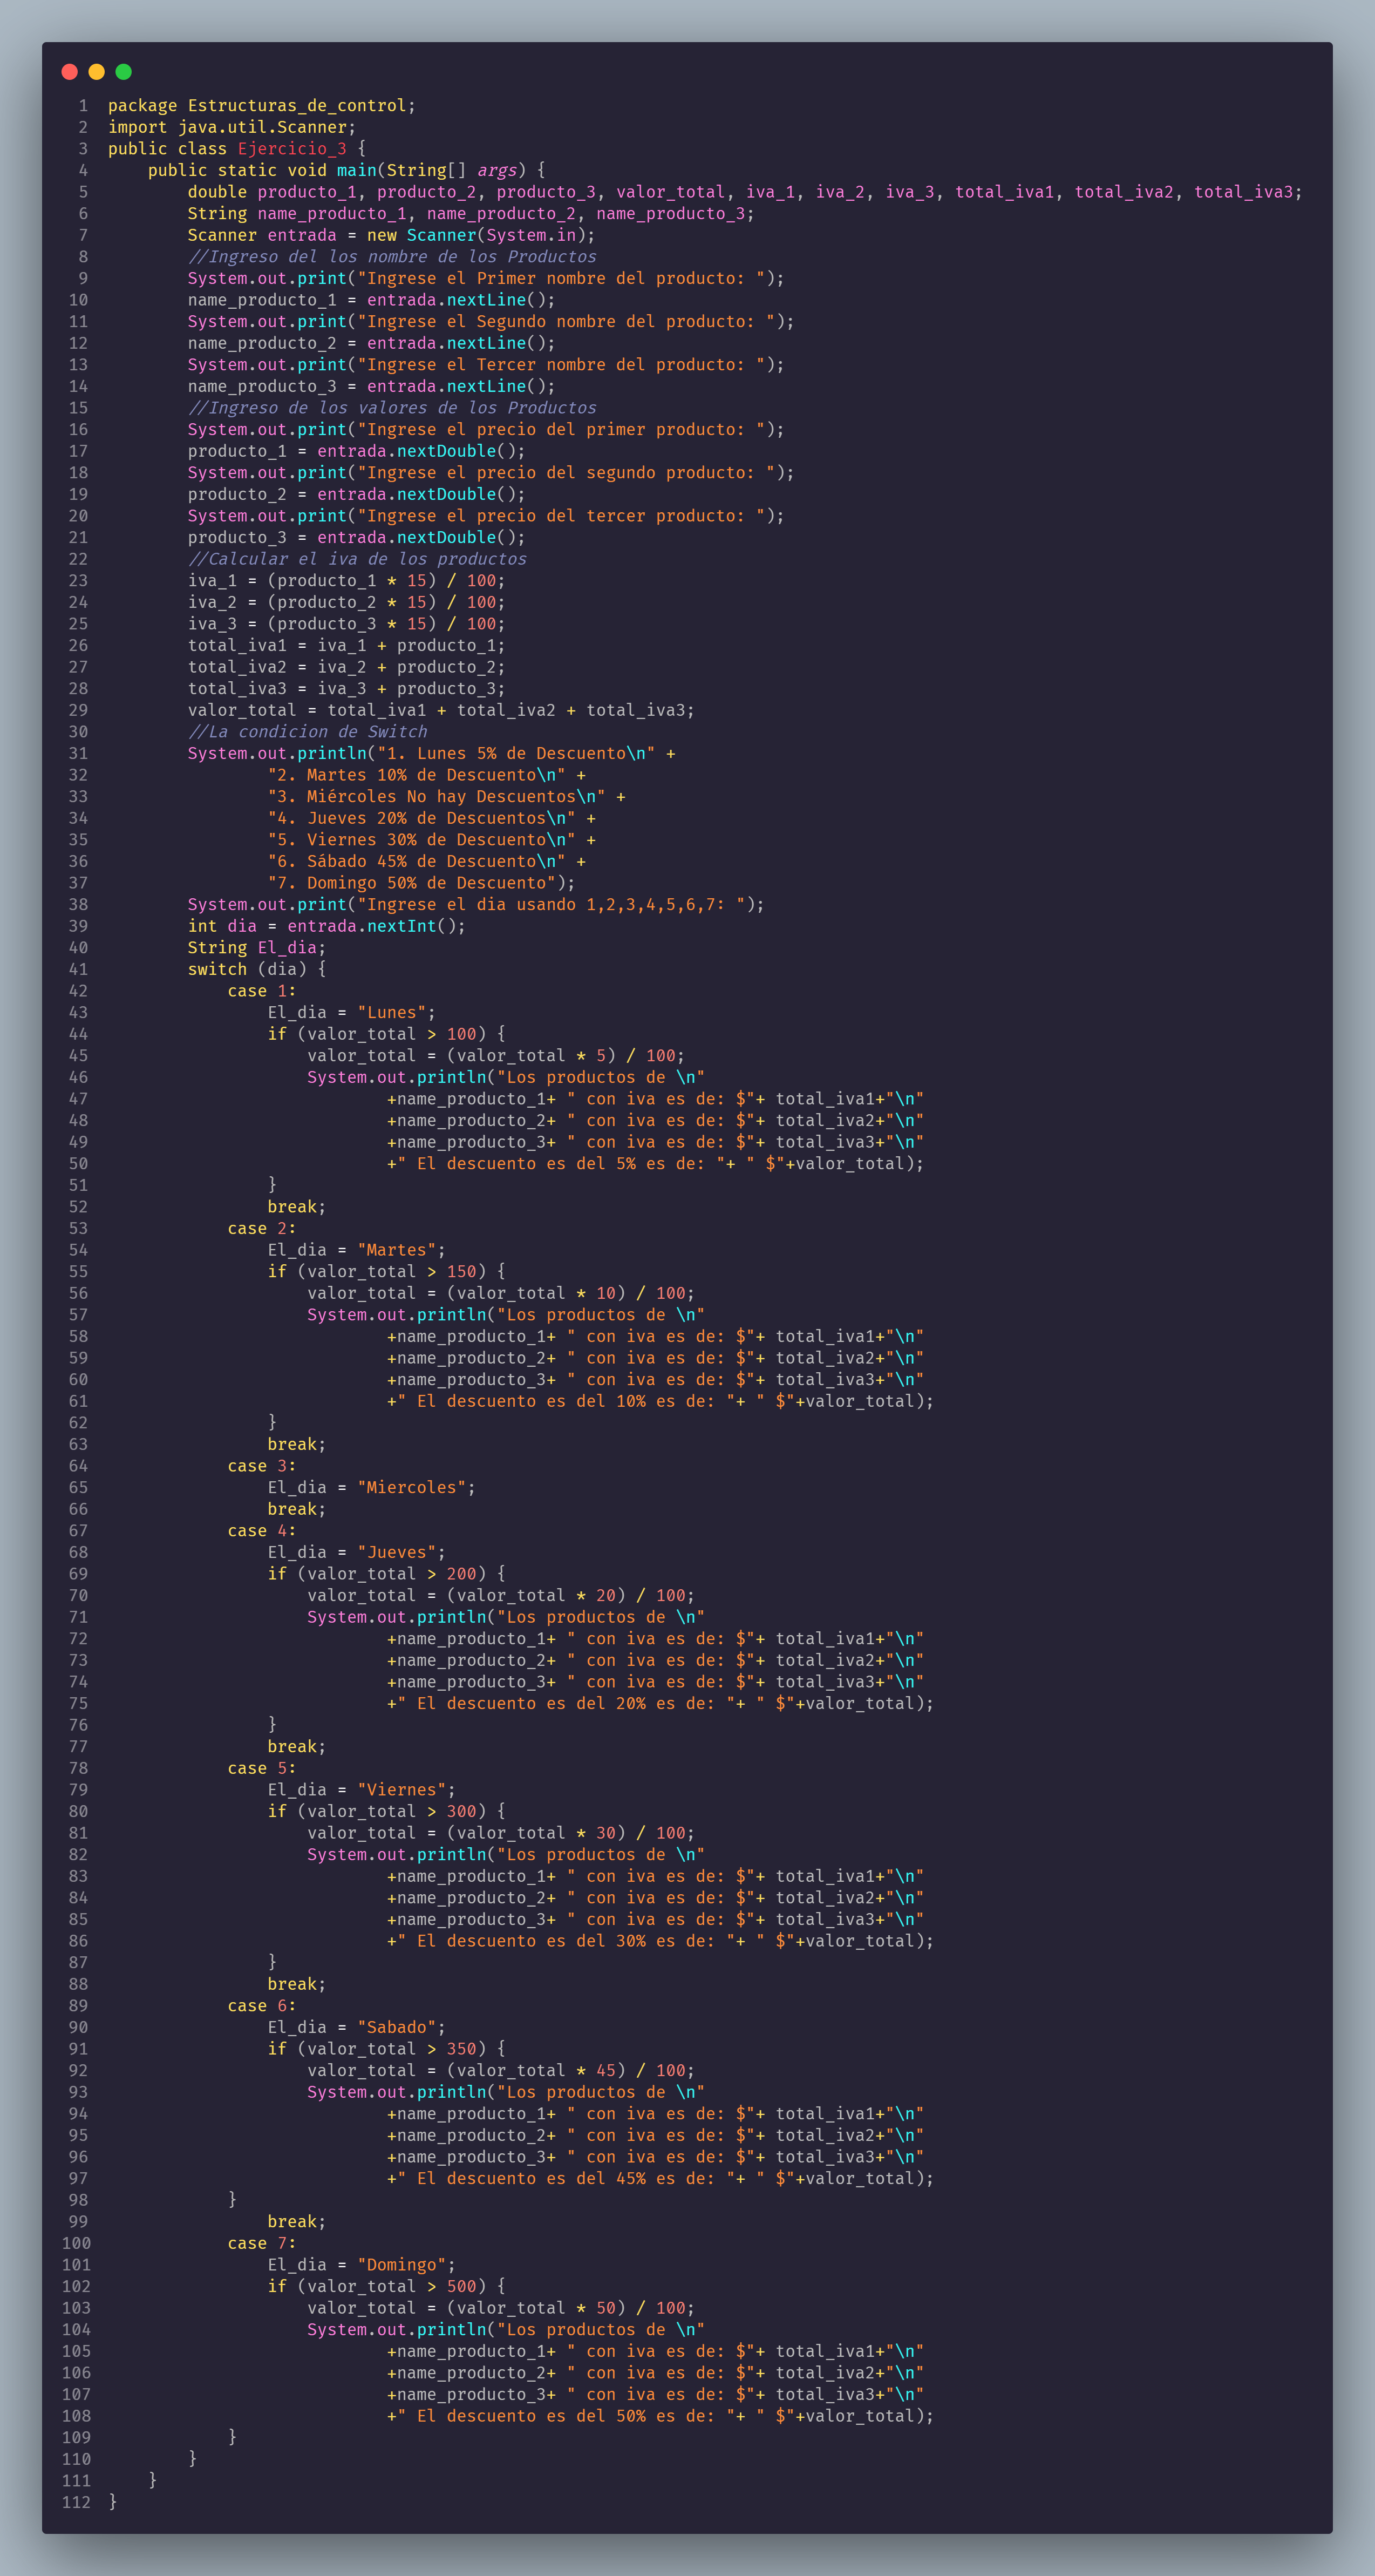 1 package Estructuras_de_control;
2 import java.util.Scanner;
3 public class Ejercicio_3 {
4     public static void main(String[] args) {
5         double producto_1, producto_2, producto_3, valor_total, iva_1, iva_2, iva_3, total_iva1, total_iva2, total_iva3;
6         String name_producto_1, name_producto_2, name_producto_3;
7         Scanner entrada = new Scanner(System.in);
8         //Ingreso del los nombre de los Productos
9         System.out.print("Ingrese el Primer nombre del producto: ");
10         name_producto_1 = entrada.nextLine();
11         System.out.print("Ingrese el Segundo nombre del producto: ");
12         name_producto_2 = entrada.nextLine();
13         System.out.print("Ingrese el Tercer nombre del producto: ");
14         name_producto_3 = entrada.nextLine();
15         //Ingreso de los valores de los Productos
16         System.out.print("Ingrese el precio del primer producto: ");
17         producto_1 = entrada.nextDouble();
18         System.out.print("Ingrese el precio del segundo producto: ");
19         producto_2 = entrada.nextDouble();
20         System.out.print("Ingrese el precio del tercer producto: ");
21         producto_3 = entrada.nextDouble();
22         //Calcular el iva de los productos
23         iva_1 = (producto_1 * 15) / 100;
24         iva_2 = (producto_2 * 15) / 100;
25         iva_3 = (producto_3 * 15) / 100;
26         total_iva1 = iva_1 + producto_1;
27         total_iva2 = iva_2 + producto_2;
28         total_iva3 = iva_3 + producto_3;
29         valor_total = total_iva1 + total_iva2 + total_iva3;
30         //La condicion de Switch
31         System.out.println("1. Lunes 5% de Descuento\n" +
32                 "2. Martes 10% de Descuento\n" +
33                 "3. Miércoles No hay Descuentos\n" +
34                 "4. Jueves 20% de Descuentos\n" +
35                 "5. Viernes 30% de Descuento\n" +
36                 "6. Sábado 45% de Descuento\n" +
37                 "7. Domingo 50% de Descuento");
38         System.out.print("Ingrese el dia usando 1,2,3,4,5,6,7: ");
39         int dia = entrada.nextInt();
40         String El_dia;
41         switch (dia) {
42             case 1:
43                 El_dia = "Lunes";
44                 if (valor_total > 100) {
45                     valor_total = (valor_total * 5) / 100;
46                     System.out.println("Los productos de \n"
47                             +name_producto_1+ " con iva es de: $"+ total_iva1+"\n"
48                             +name_producto_2+ " con iva es de: $"+ total_iva2+"\n"
49                             +name_producto_3+ " con iva es de: $"+ total_iva3+"\n"
50                             +" El descuento es del 5% es de: "+ " $"+valor_total);
51                 }
52                 break;
53             case 2:
54                 El_dia = "Martes";
55                 if (valor_total > 150) {
56                     valor_total = (valor_total * 10) / 100;
57                     System.out.println("Los productos de \n"
58                             +name_producto_1+ " con iva es de: $"+ total_iva1+"\n"
59                             +name_producto_2+ " con iva es de: $"+ total_iva2+"\n"
60                             +name_producto_3+ " con iva es de: $"+ total_iva3+"\n"
61                             +" El descuento es del 10% es de: "+ " $"+valor_total);
62                 }
63                 break;
64             case 3:
65                 El_dia = "Miercoles";
66                 break;
67             case 4:
68                 El_dia = "Jueves";
69                 if (valor_total > 200) {
70                     valor_total = (valor_total * 20) / 100;
71                     System.out.println("Los productos de \n"
72                             +name_producto_1+ " con iva es de: $"+ total_iva1+"\n"
73                             +name_producto_2+ " con iva es de: $"+ total_iva2+"\n"
74                             +name_producto_3+ " con iva es de: $"+ total_iva3+"\n"
75                             +" El descuento es del 20% es de: "+ " $"+valor_total);
76                 }
77                 break;
78             case 5:
79                 El_dia = "Viernes";
80                 if (valor_total > 300) {
81                     valor_total = (valor_total * 30) / 100;
82                     System.out.println("Los productos de \n"
83                             +name_producto_1+ " con iva es de: $"+ total_iva1+"\n"
84                             +name_producto_2+ " con iva es de: $"+ total_iva2+"\n"
85                             +name_producto_3+ " con iva es de: $"+ total_iva3+"\n"
86                             +" El descuento es del 30% es de: "+ " $"+valor_total);
87                 }
88                 break;
89             case 6:
90                 El_dia = "Sabado";
91                 if (valor_total > 350) {
92                     valor_total = (valor_total * 45) / 100;
93                     System.out.println("Los productos de \n"
94                             +name_producto_1+ " con iva es de: $"+ total_iva1+"\n"
95                             +name_producto_2+ " con iva es de: $"+ total_iva2+"\n"
96                             +name_producto_3+ " con iva es de: $"+ total_iva3+"\n"
97                             +" El descuento es del 45% es de: "+ " $"+valor_total);
98             }
99                 break;
100             case 7:
101                 El_dia = "Domingo";
102                 if (valor_total > 500) {
103                     valor_total = (valor_total * 50) / 100;
104                     System.out.println("Los productos de \n"
105                             +name_producto_1+ " con iva es de: $"+ total_iva1+"\n"
106                             +name_producto_2+ " con iva es de: $"+ total_iva2+"\n"
107                             +name_producto_3+ " con iva es de: $"+ total_iva3+"\n"
108                             +" El descuento es del 50% es de: "+ " $"+valor_total);
109             }
110         }
111     }
112 }